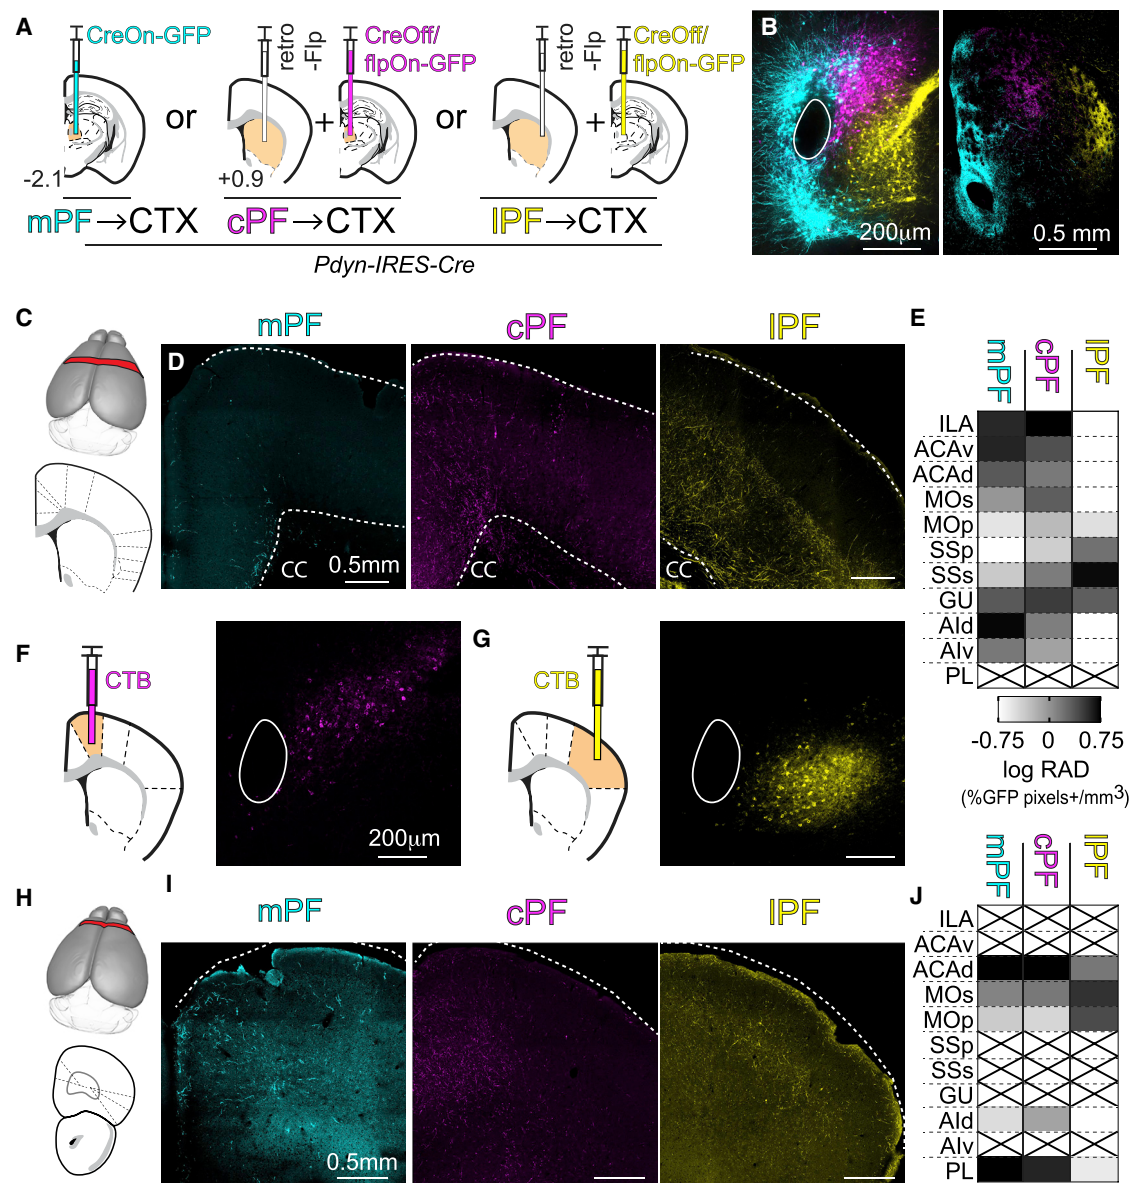 A
CreOn-GFP
retro
-Flp
CreOff/
flpOn-GFP
retro
-Flp
CreOff/
flpOn-GFP
or
+
or
+
-2.1
+0.9
mPF→CTX
cPF→CTX
lPF→CTX
Pdyn-IRES-Cre
B
200μm
0.5 mm
C
D
mPF
cPF
lPF
CC
0.5mm
CC
CC
E
mPF
cPF
lPF
ILA
ACAv
ACAd
MOs
MOp
SSp
SSs
GU
AId
AIv
PL
-0.75 0 0.75
log RAD
(%GFP pixels+/mm3)
F
CTB
200μm
G
CTB
H
I
mPF
cPF
lPF
0.5mm
J
mPF
cPF
lPF
ILA
ACAv
ACAd
MOs
MOp
SSp
SSs
GU
AId
AIv
PL